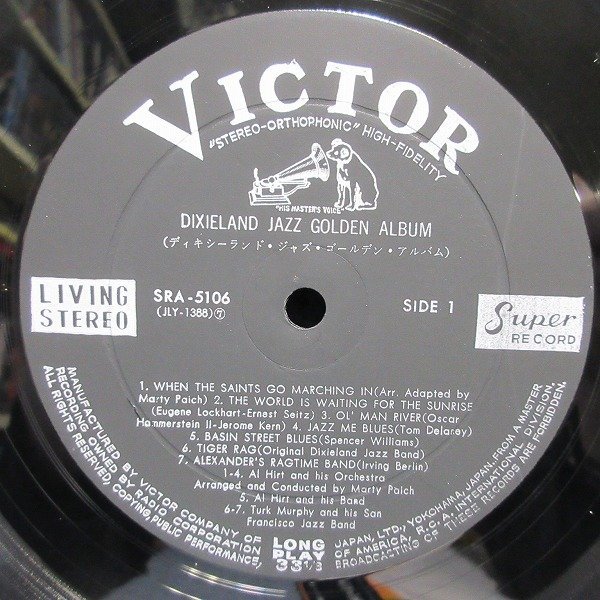 VICTOR
"STEREO-ORTHOPHONIC" HIGH-FIDELITY
"HIS MASTER'S VOICE"
DIXIELAND JAZZ GOLDEN ALBUM
(ディキシーランド・ジャズ・ゴールデン・アルバム)
LIVING
STEREO
SRA-5106
(JLY-1388)⑦
SIDE 1
Super
RECORD
1. WHEN THE SAINTS GO MARCHING IN(Arr. Adapted by
Marty Paich) 2. THE WORLD IS WAITING FOR THE SUNRISE
(Eugene Lockhart-Ernest Seitz) 3. OL' MAN RIVER(Oscar
Hammerstein II-Jerome Kern) 4. JAZZ ME BLUES(Tom Delarey)
5. BASIN STREET BLUES(Spencer Williams)
6. TIGER RAG(Original Dixieland Jazz Band)
7. ALEXANDER'S RAGTIME BAND(Irving Berlin)
1-4. Al Hirt and his Orchestra
Arranged and Conducted by Marty Paich
5. Al Hirt and his Band
6-7. Turk Murphy and his San
Francisco Jazz Band
LONG
PLAY
33 1/3
MANUFACTURED BY VICTOR COMPANY OF JAPAN, LTD., YOKOHAMA, JAPAN, FROM A MASTER
RECORDING OWNED BY RADIO CORPORATION OF AMERICA, R.C.A. INTERNATIONAL DIVISION.
ALL RIGHTS RESERVED, COPYING, PUBLIC PERFORMANCE, BROADCASTING OF THESE RECORDS ARE FORBIDDEN.